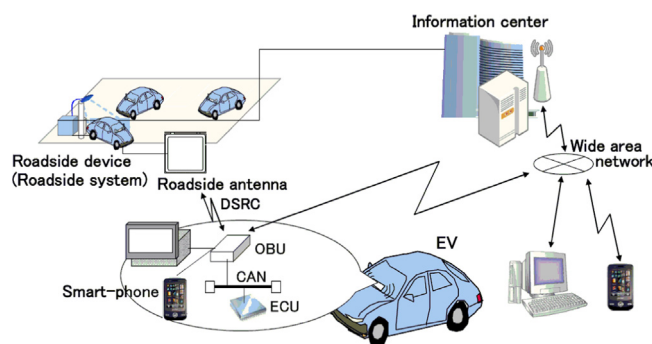 Information center
Roadside device
(Roadside system)
Roadside antenna
DSRC
Wide area
network
OBU
EV
CAN
Smart-phone
ECU